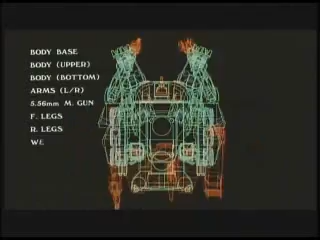 BODY BASE
BODY (UPPER)
BODY (BOTTOM)
ARMS (L/R)
5.56mm M. GUN
F. LEGS
R. LEGS
WE